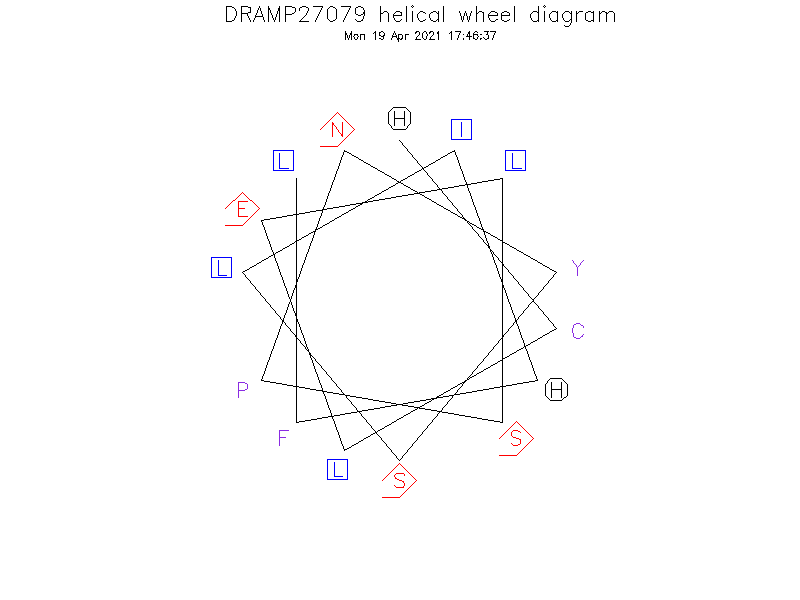 DRAMP27079 helical wheel diagram
Mon 19 Apr 2021 17:46:37
H
N
I
L
L
E
L
Y
C
P
H
F
S
L
S